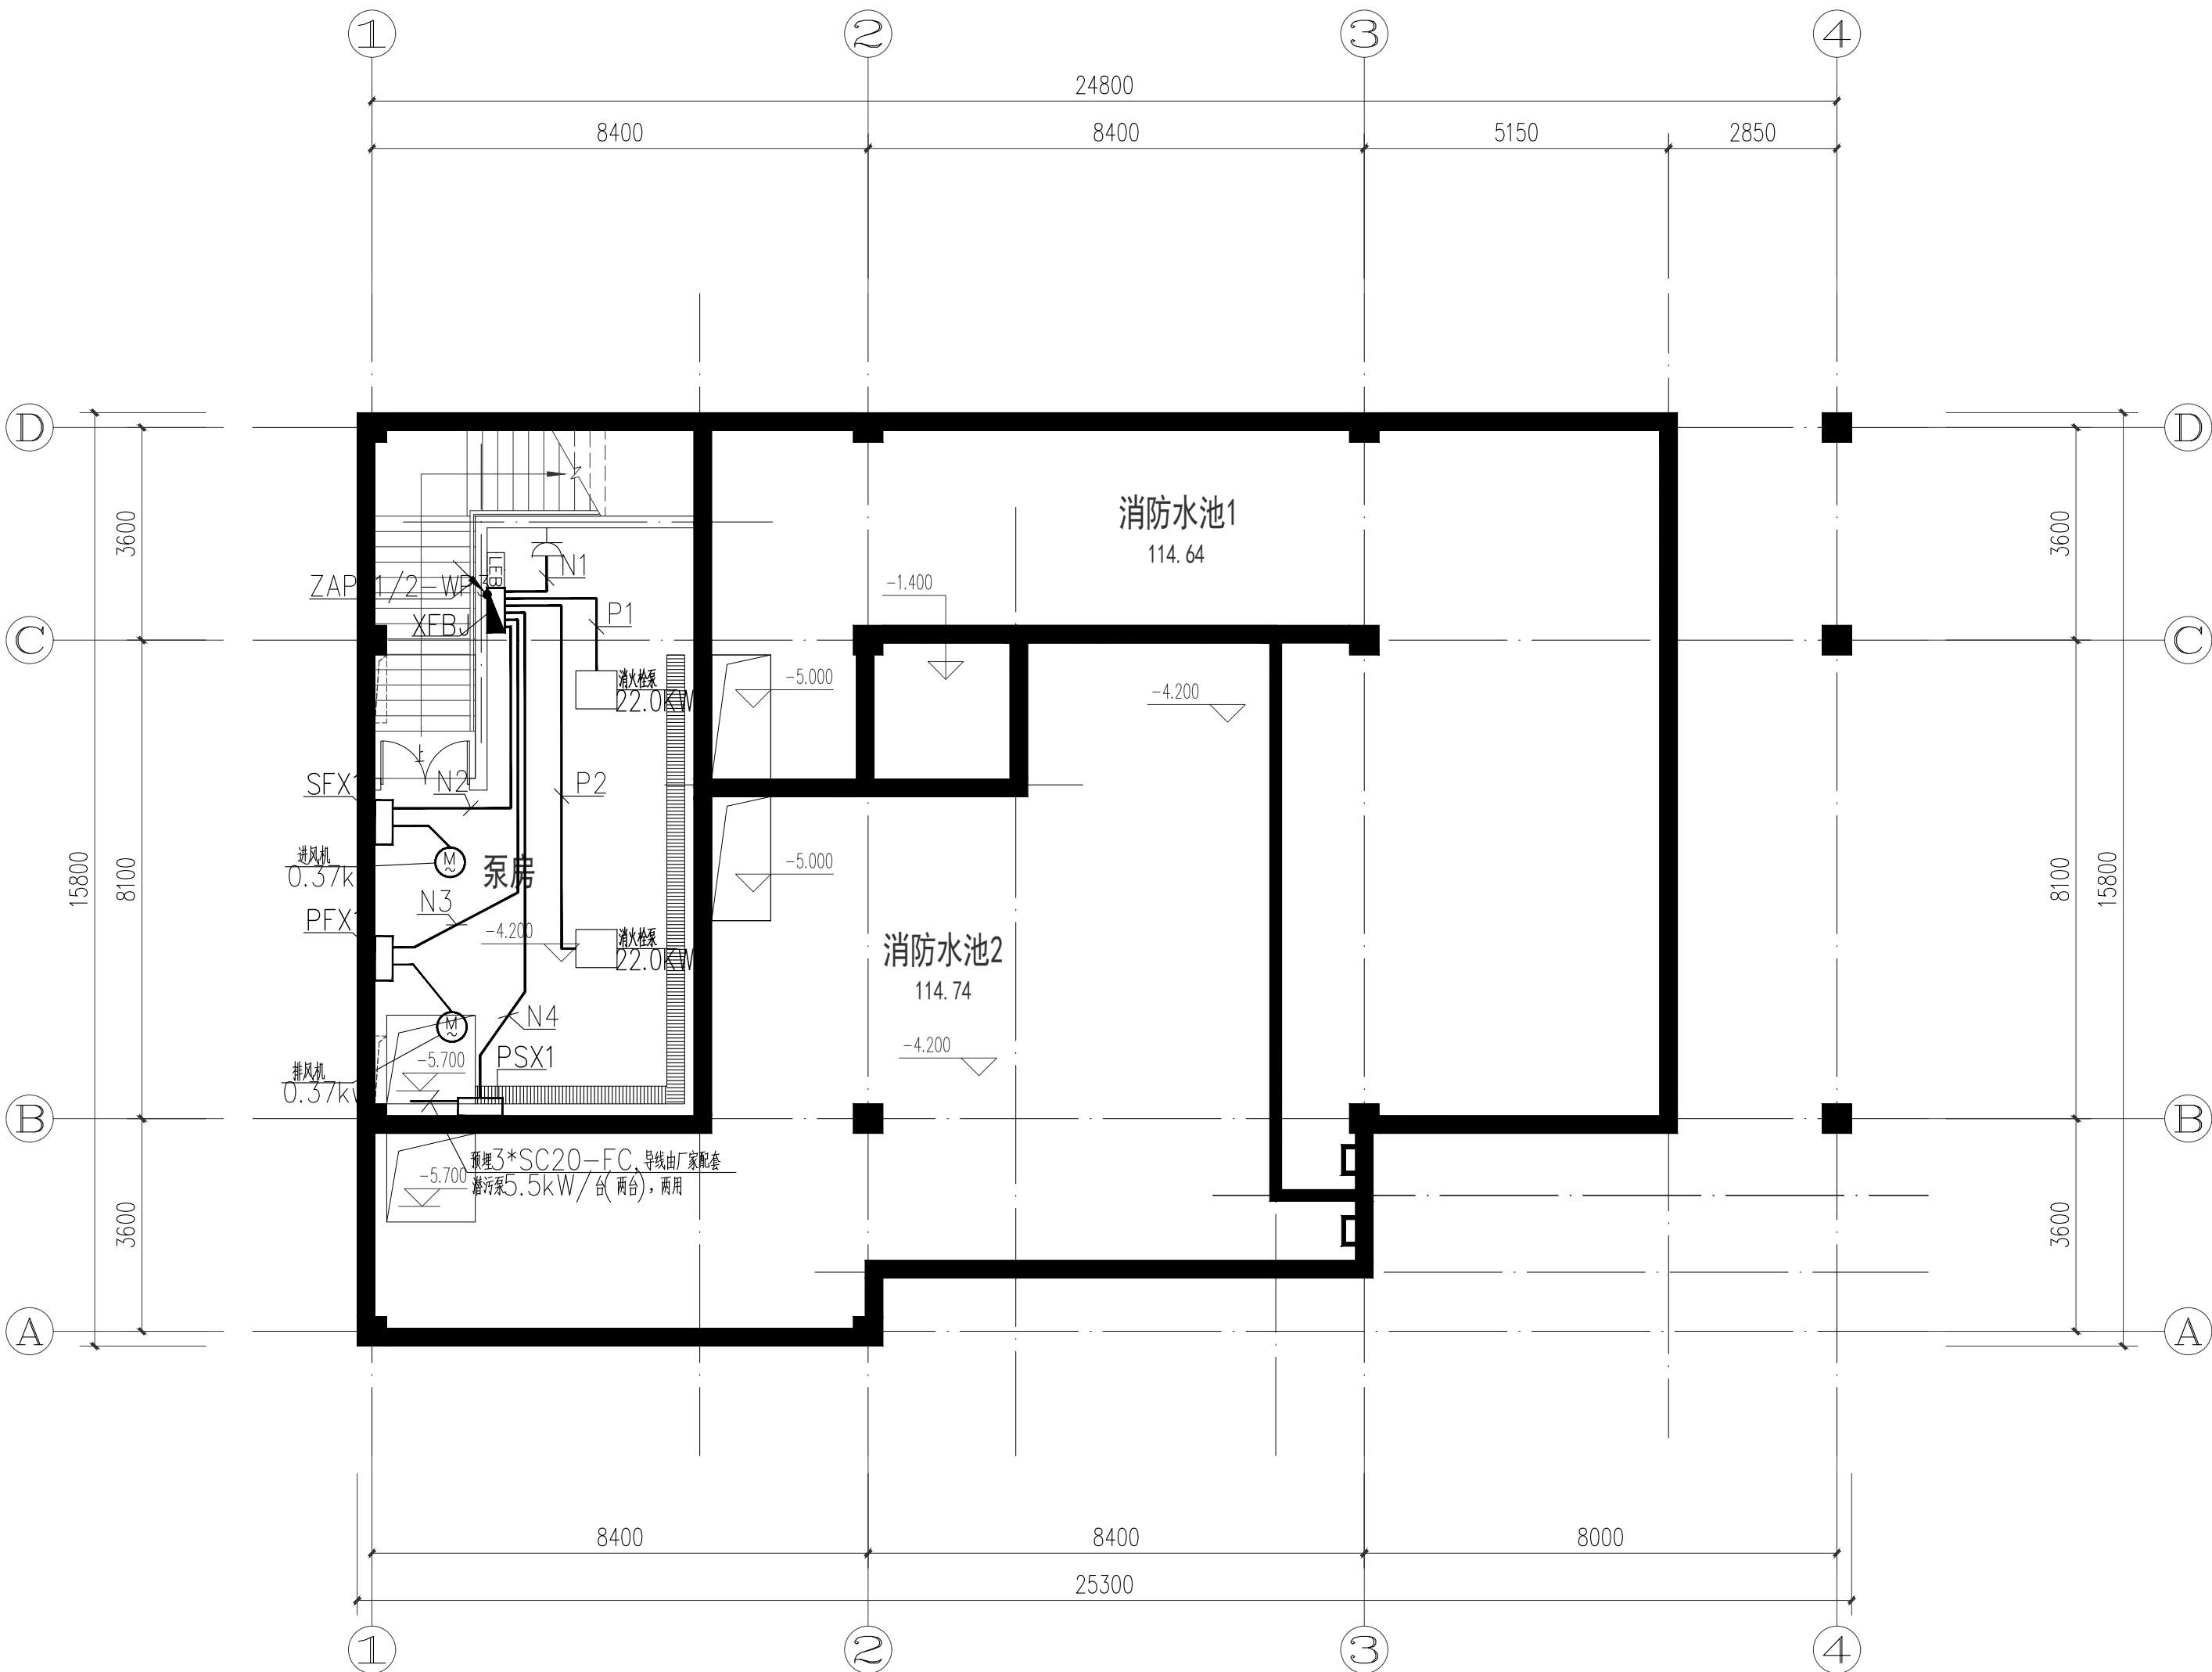 1
2
3
4
24800
8400
8400
5150
2850
D
D
3600
3600
消防水池1
114.64
LEB
N1
-1.400
XFBJ
P1
C
C
消火栓泵
22.0KW
-5.000
-4.200
上
SFX1
N2
P2
15800
8100
进风机
0.37k
泵房
-5.000
8100
15800
N3
PFX1
-4.200
消火栓泵
22.0KW
消防水池2
114.74
N4
-5.700
PSX1
-4.200
排风机
0.37k
B
B
预埋3*SC20-FC,导线由厂家配套
-5.700
潜污泵5.5kW/台(两台),两用
3600
3600
A
A
8400
8400
8000
25300
1
2
3
4